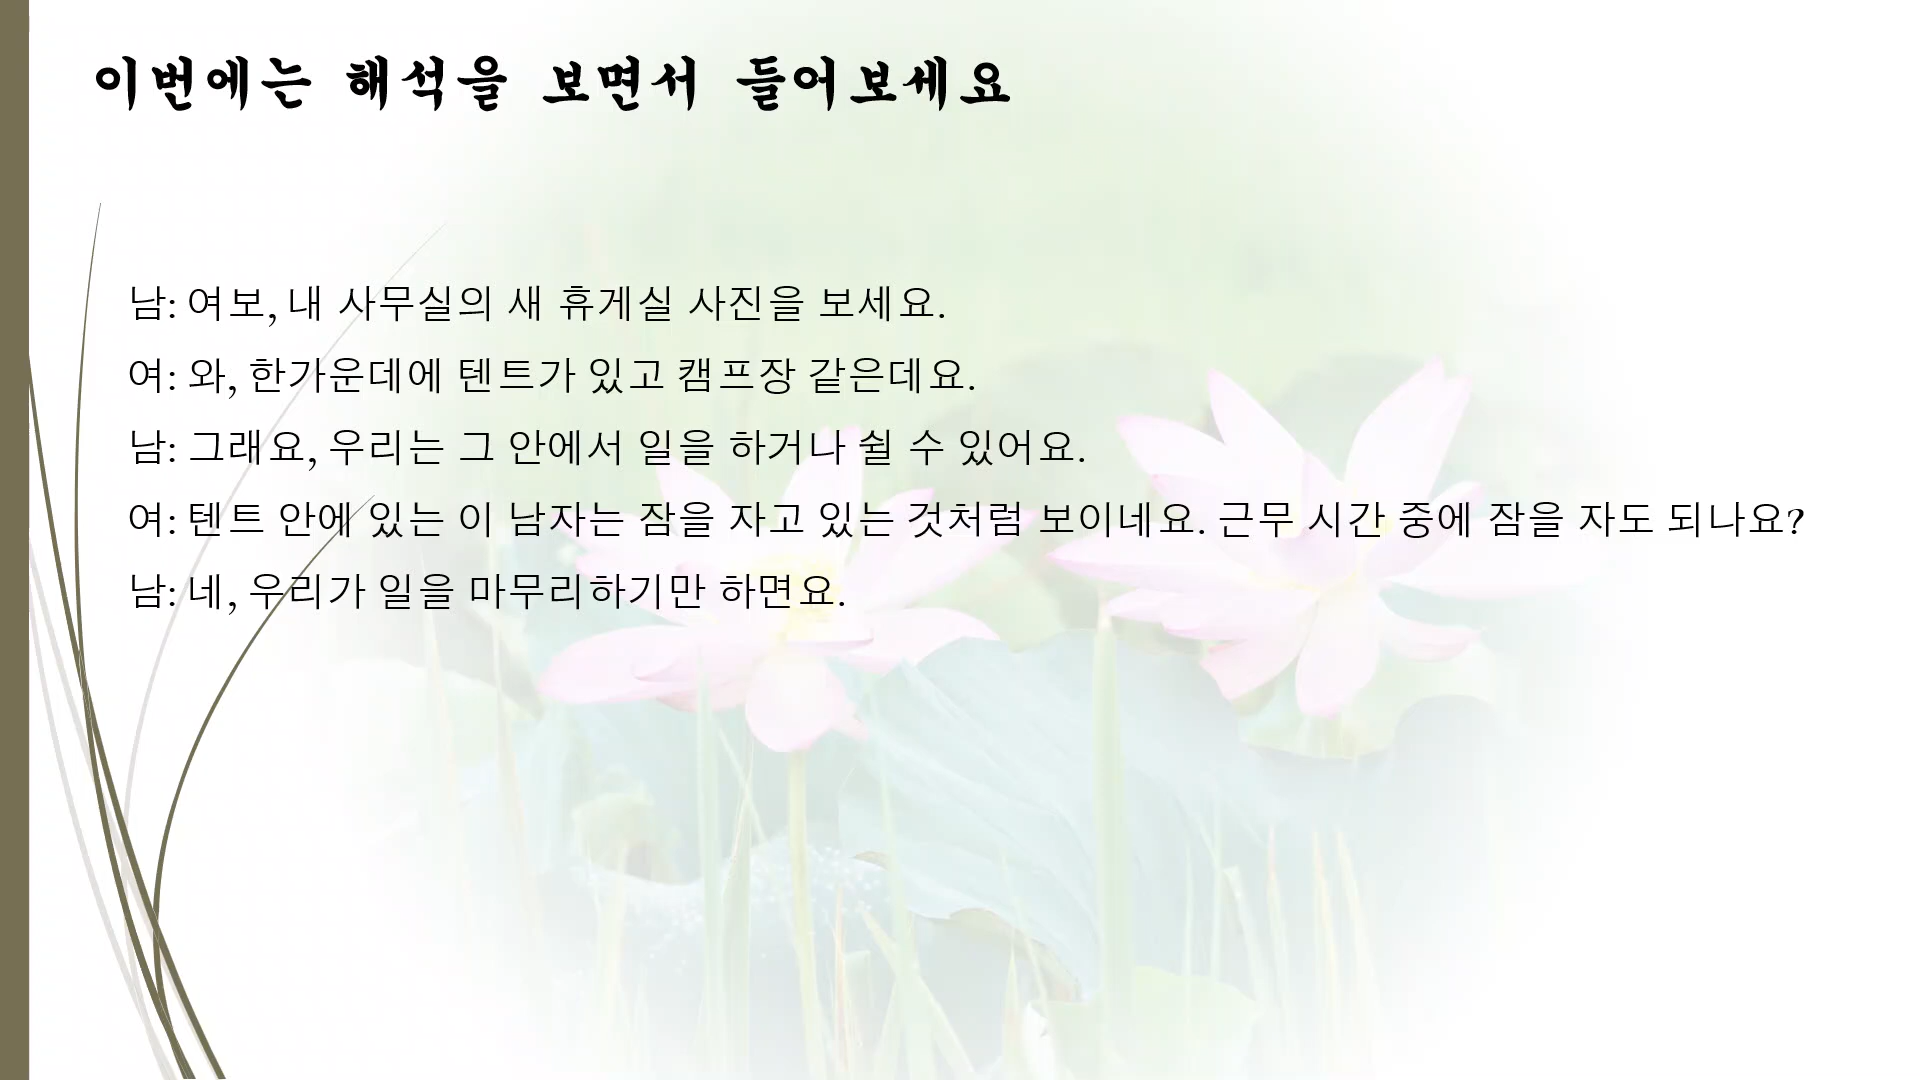 이번에는 해석을 보면서 들어보세요
남: 여보, 내 사무실의 새 휴게실 사진을 보세요.
여: 와, 한가운데에 텐트가 있고 캠프장 같은데요.
남: 그래요, 우리는 그 안에서 일을 하거나 쉴 수 있어요.
여: 텐트 안에 있는 이 남자는 잠을 자고 있는 것처럼 보이네요. 근무 시간 중에 잠을 자도 되나요?
남: 네, 우리가 일을 마무리하기만 하면요.